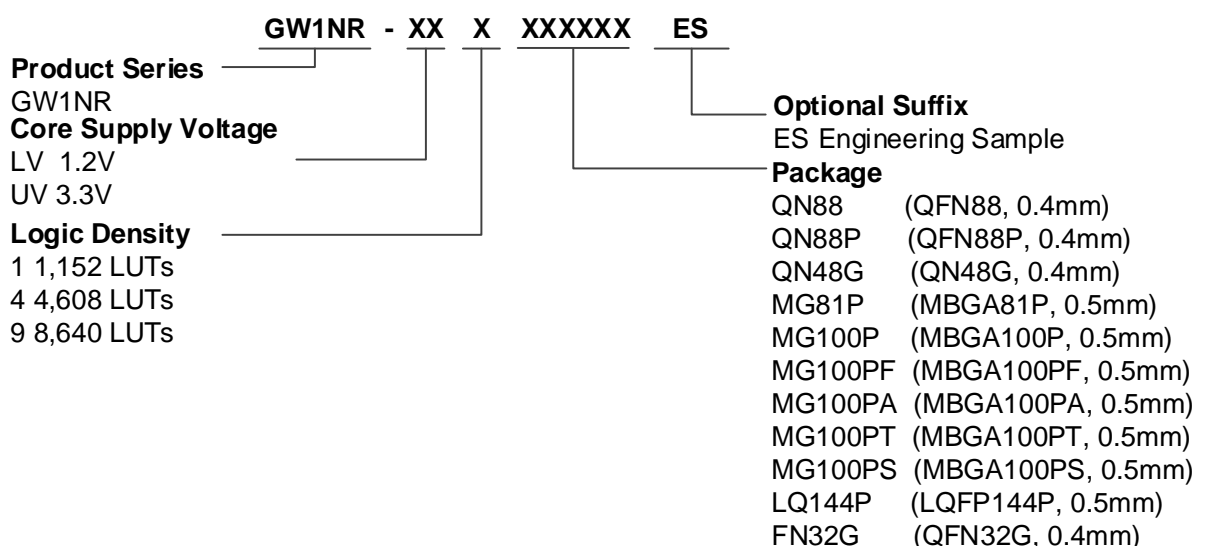 GW1NR - XX X XXXXXX ES
Product Series
GW1NR
Core Supply Voltage
LV 1.2V
UV 3.3V
Logic Density
1 1,152 LUTs
4 4,608 LUTs
9 8,640 LUTs
Optional Suffix
ES Engineering Sample
Package
QN88 (QFN88, 0.4mm)
QN88P (QFN88P, 0.4mm)
QN48G (QN48G, 0.4mm)
MG81P (MBGA81P, 0.5mm)
MG100P (MBGA100P, 0.5mm)
MG100PF (MBGA100PF, 0.5mm)
MG100PA (MBGA100PA, 0.5mm)
MG100PT (MBGA100PT, 0.5mm)
MG100PS (MBGA100PS, 0.5mm)
LQ144P (LQFP144P, 0.5mm)
FN32G (QFN32G, 0.4mm)